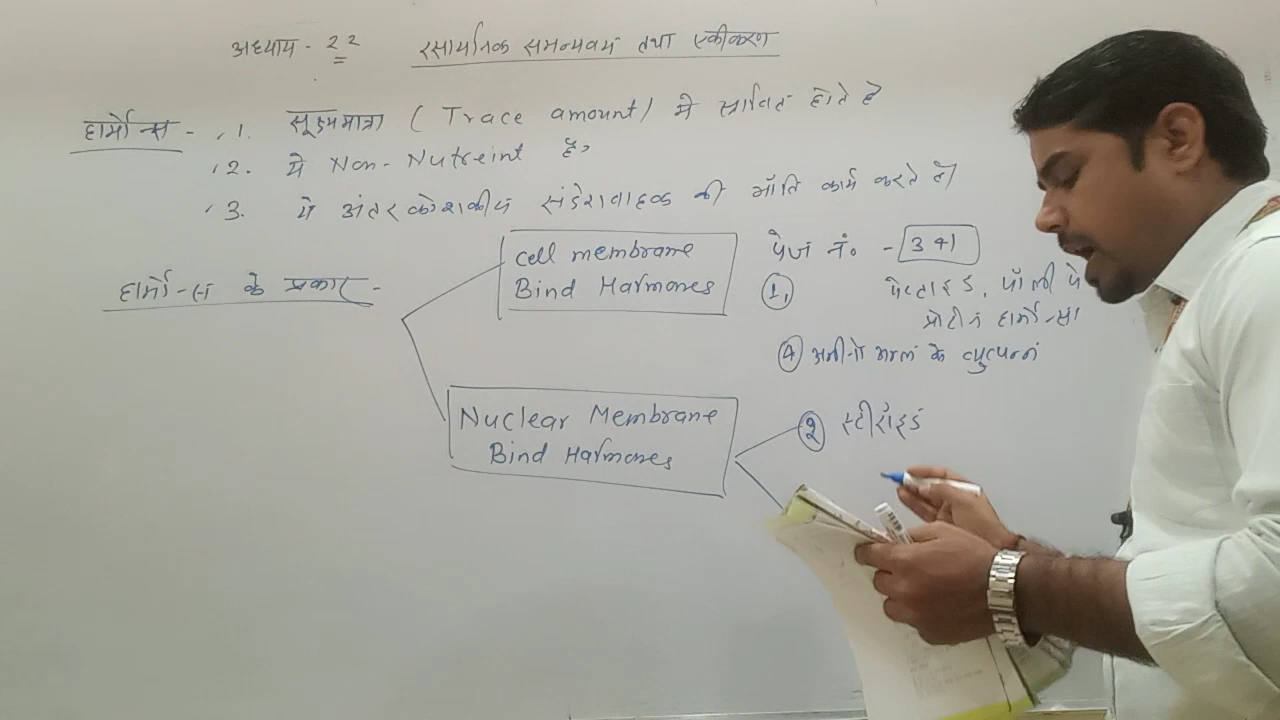 अध्याय - 22 रसायनिक समन्यवयं तथा एकीकरण
हार्मोन्स - 1. सूक्ष्ममात्रा ( Trace amount) मे स्रावित होते है
2. ये Non-Nutreint है,
3. ये अंतरकोशकीय संदेशवाहक की भाँति कार्य करते है।
हार्मोन्स के प्रकार -
cell membrane
Bind Harmones
पेज नं० - 341
1, पेप्टाइड, पॉली पे
प्रोटीन हार्मोन्स
4 अमीनो अम्ल के व्युत्पन्न
Nuclear Membrane
Bind Harmones
2 स्टीरॉइड